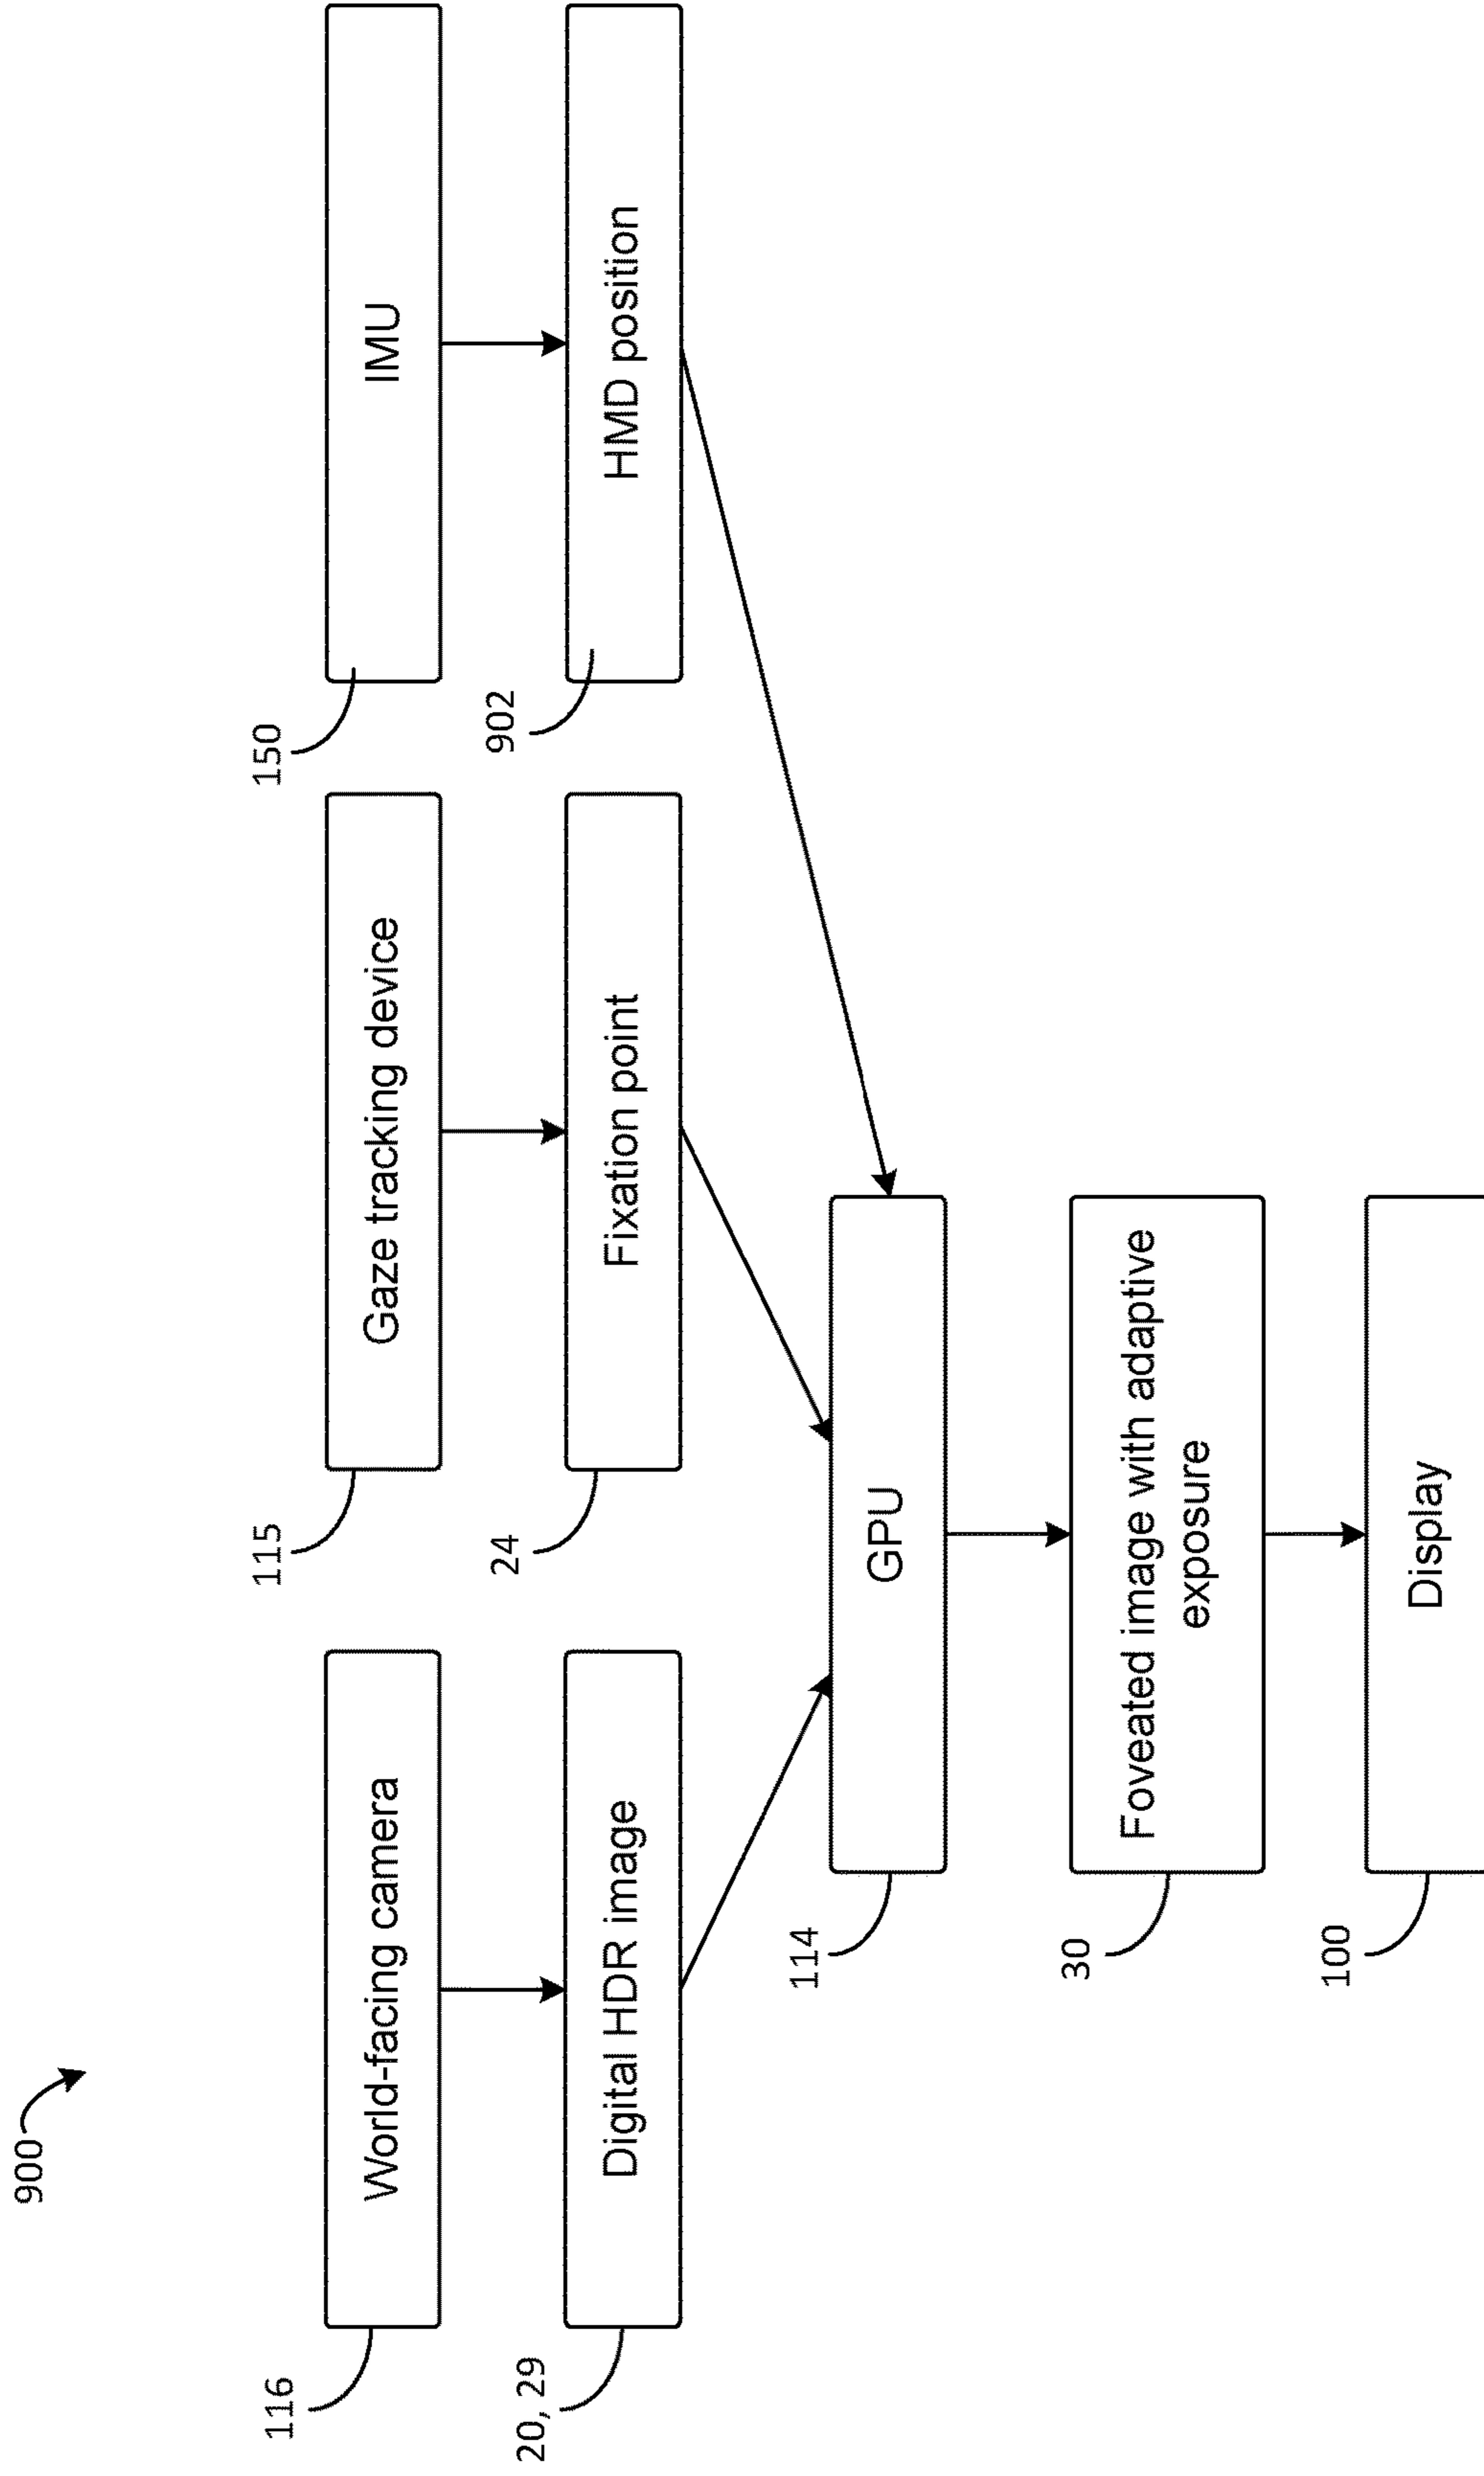 900
116
World-facing camera
115
Gaze tracking device
150
IMU
20, 29
Digital HDR image
24
Fixation point
902
HMD position
114
GPU
30
Foveated image with adaptive
exposure
100
Display